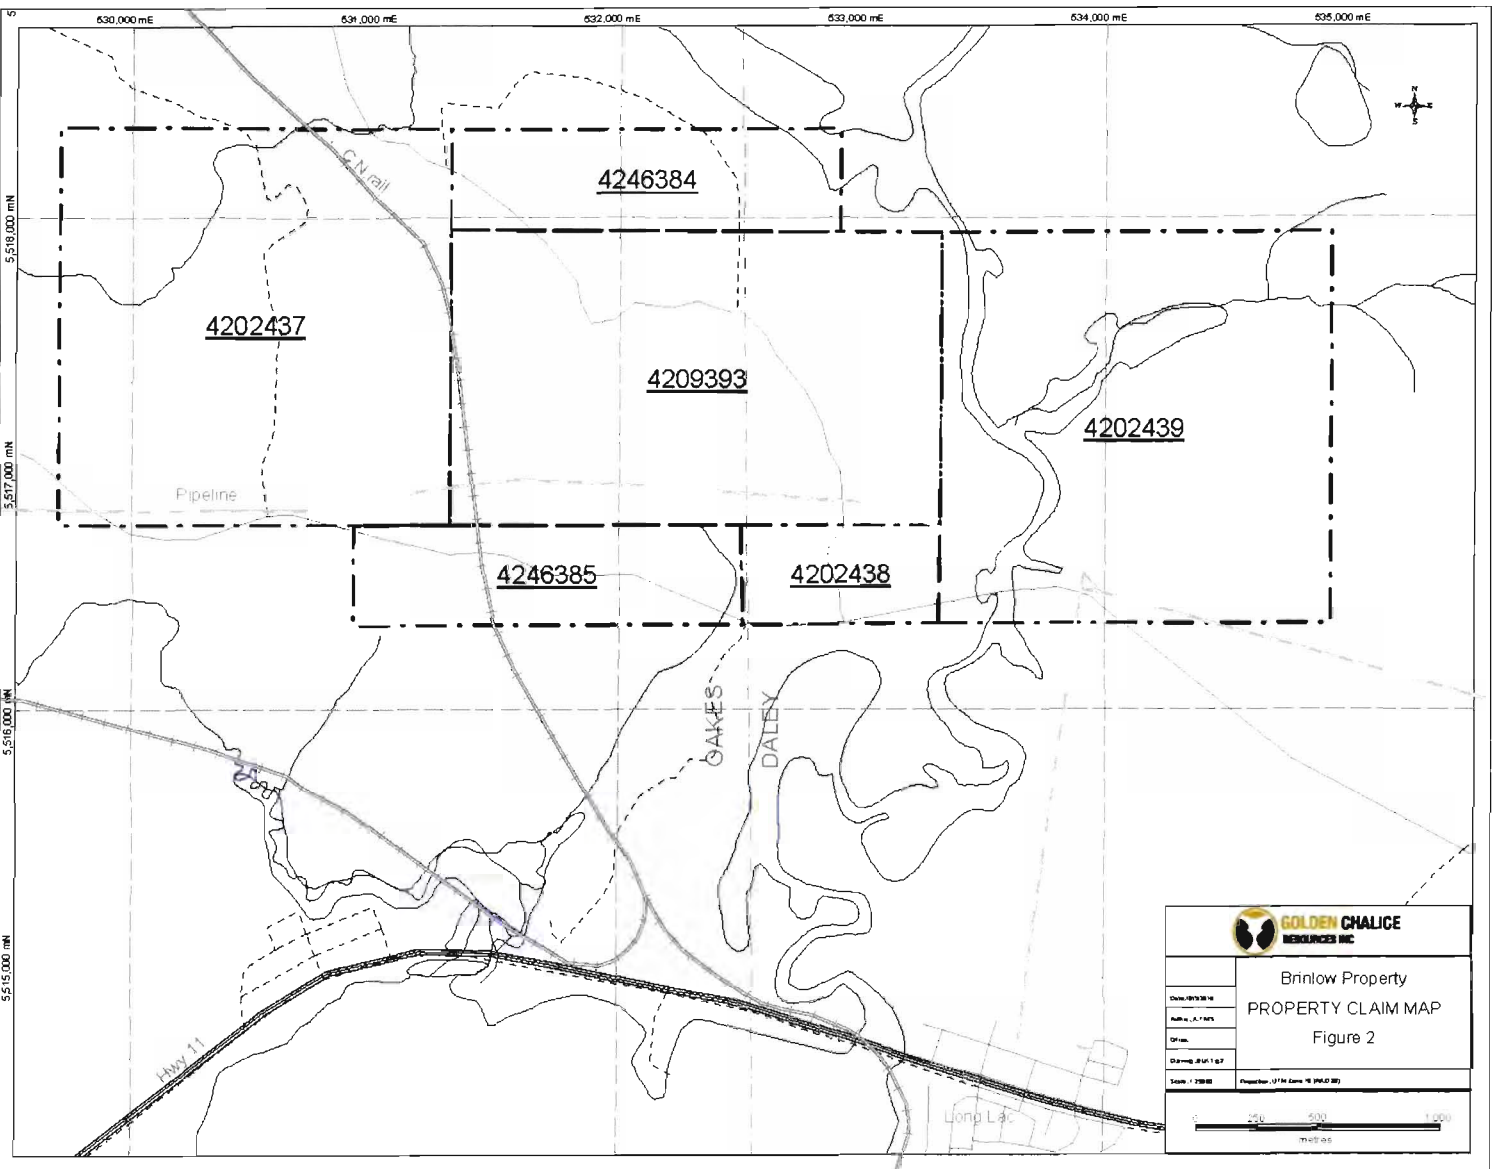 630,000 mE
631,000 mE
632,000 mE
633,000 mE
634,000 mE
635,000 mE
N
W E
S
5,518,000 mN
5,517,000 mN
5,516,000 mN
5,515,000 mN
C N rail
4246384
4202437
4209393
4202439
Pipeline
4246385
4202438
OAKES
DALEY
Hwy 11
Long Lac
GOLDEN CHALICE
RESOURCES INC
Brinlow Property
PROPERTY CLAIM MAP
Figure 2
0 250 500 1,000
metres